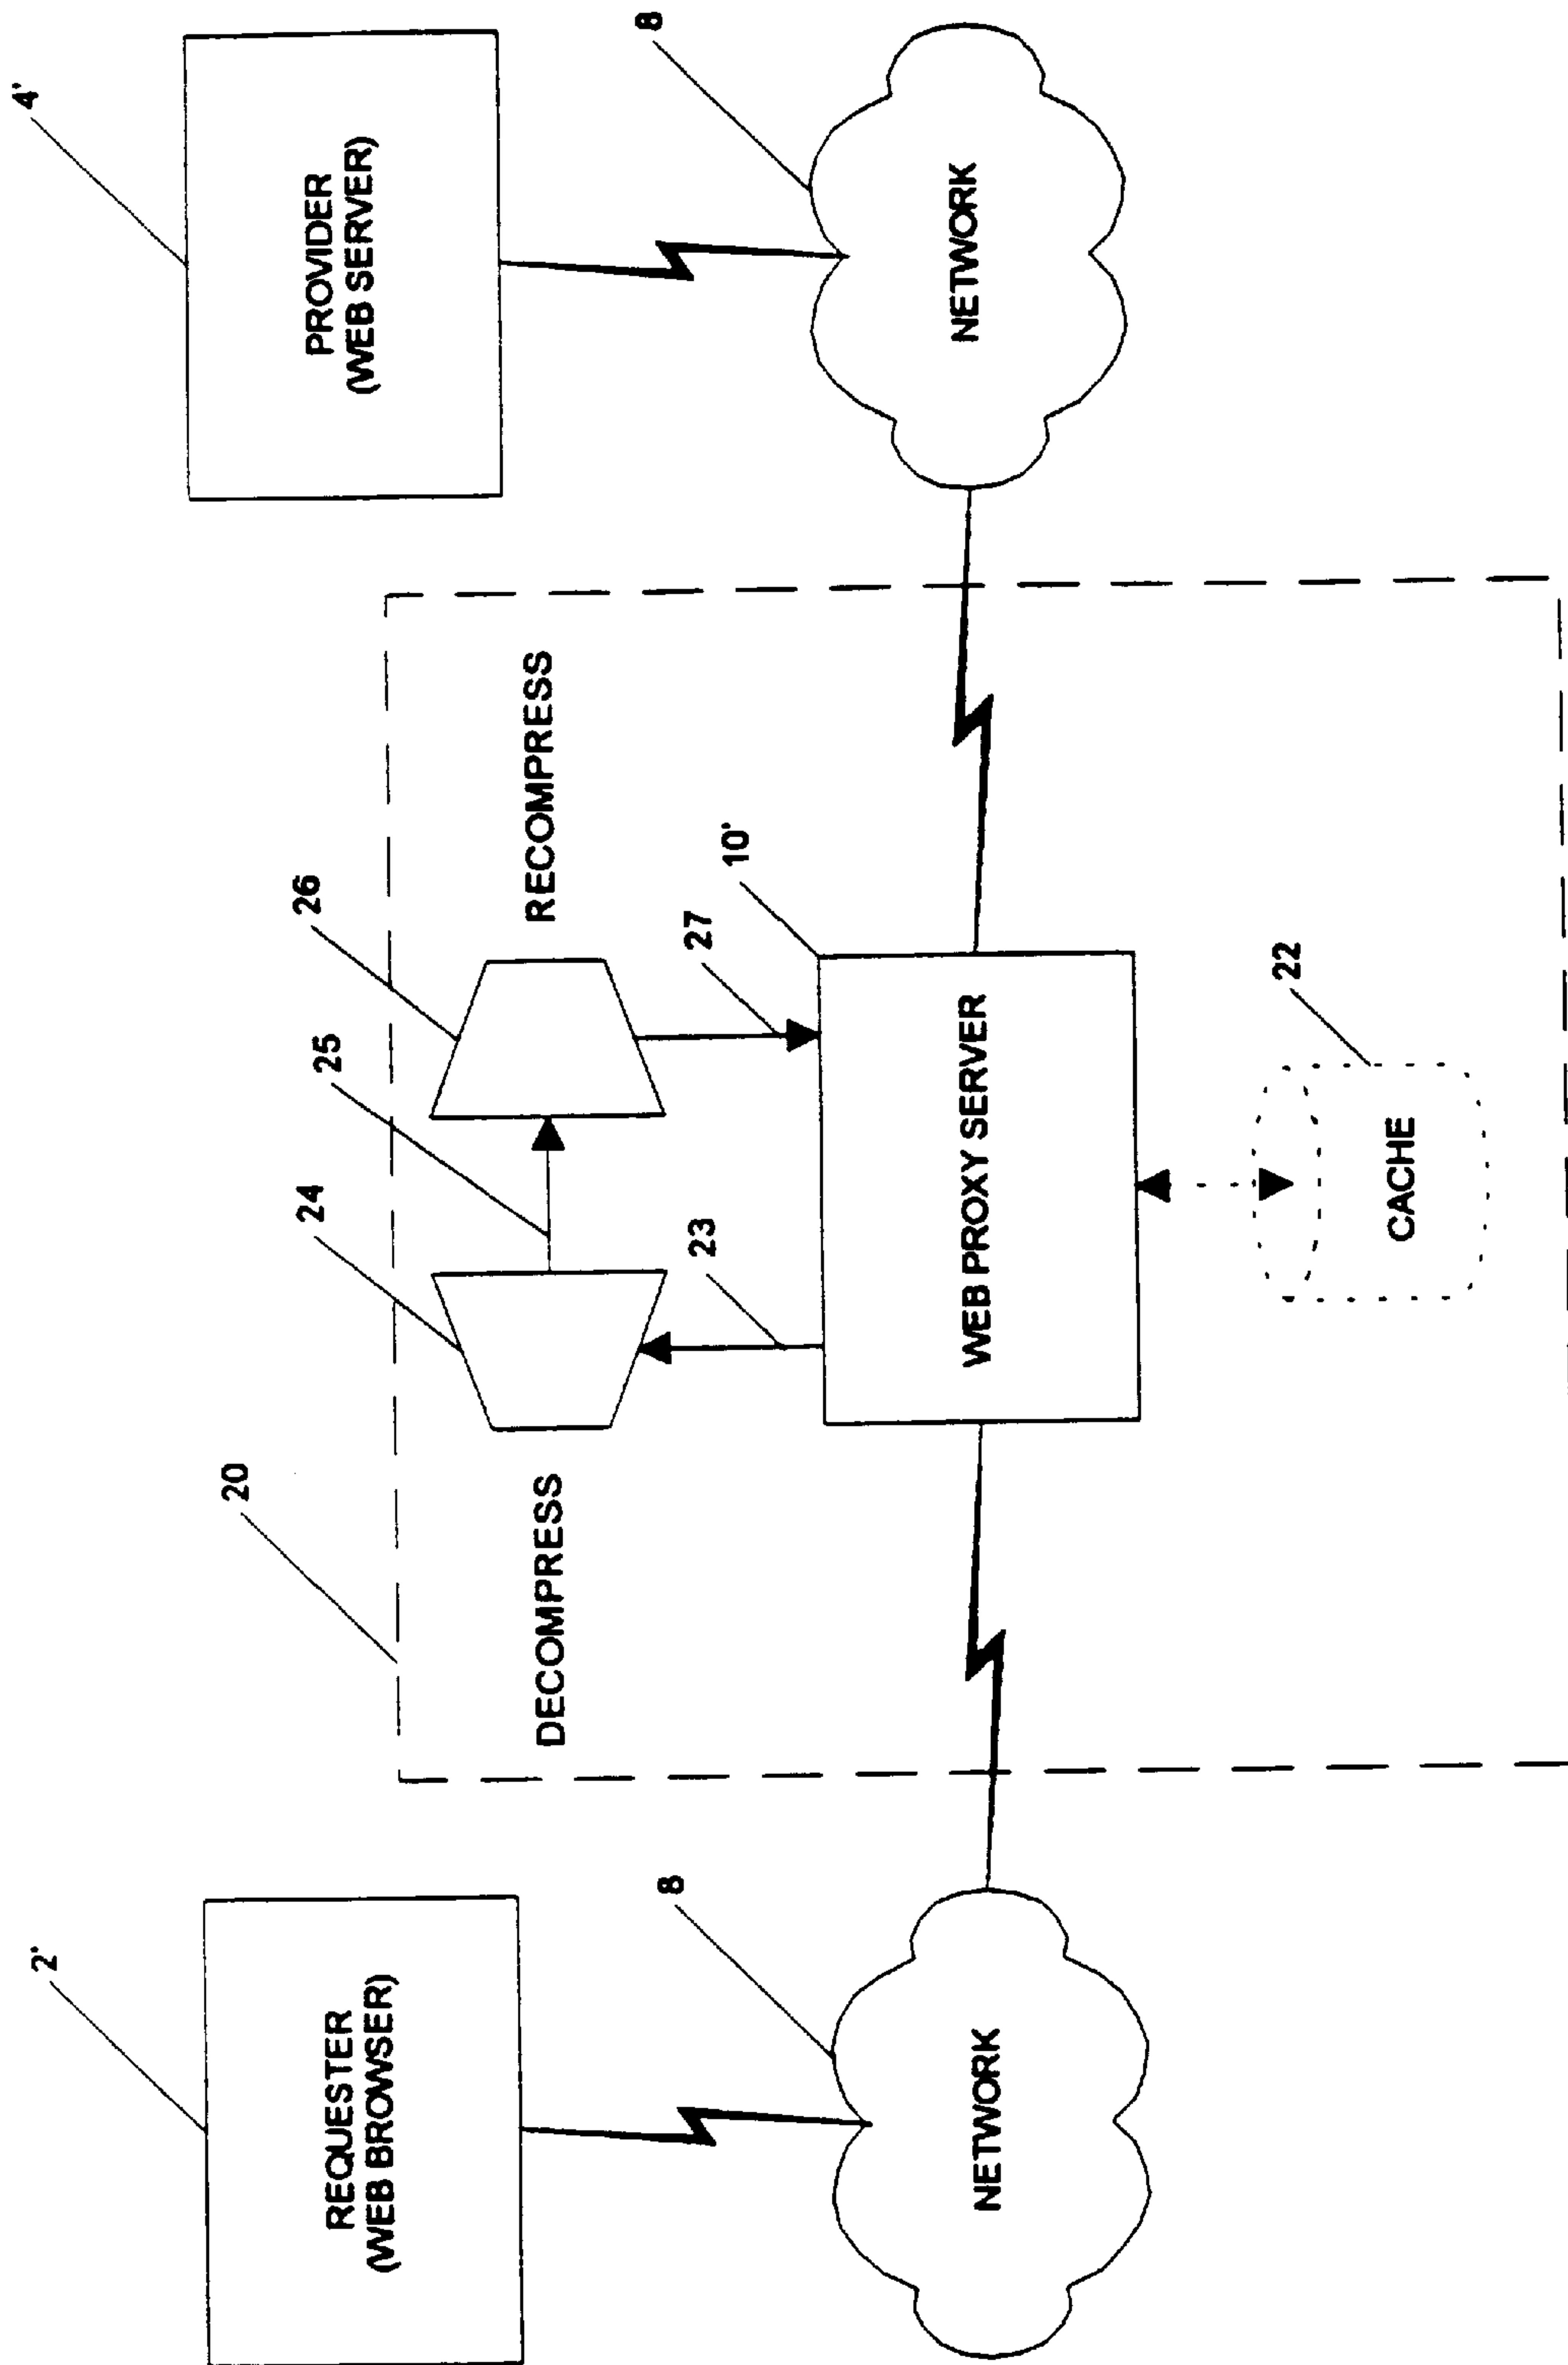 2'
REQUESTER
(WEB BROWSER)
8
NETWORK
20
DECOMPRESS
24
25
26
RECOMPRESS
23
27
10'
WEB PROXY SERVER
22
CACHE
4'
PROVIDER
(WEB SERVER)
8
NETWORK